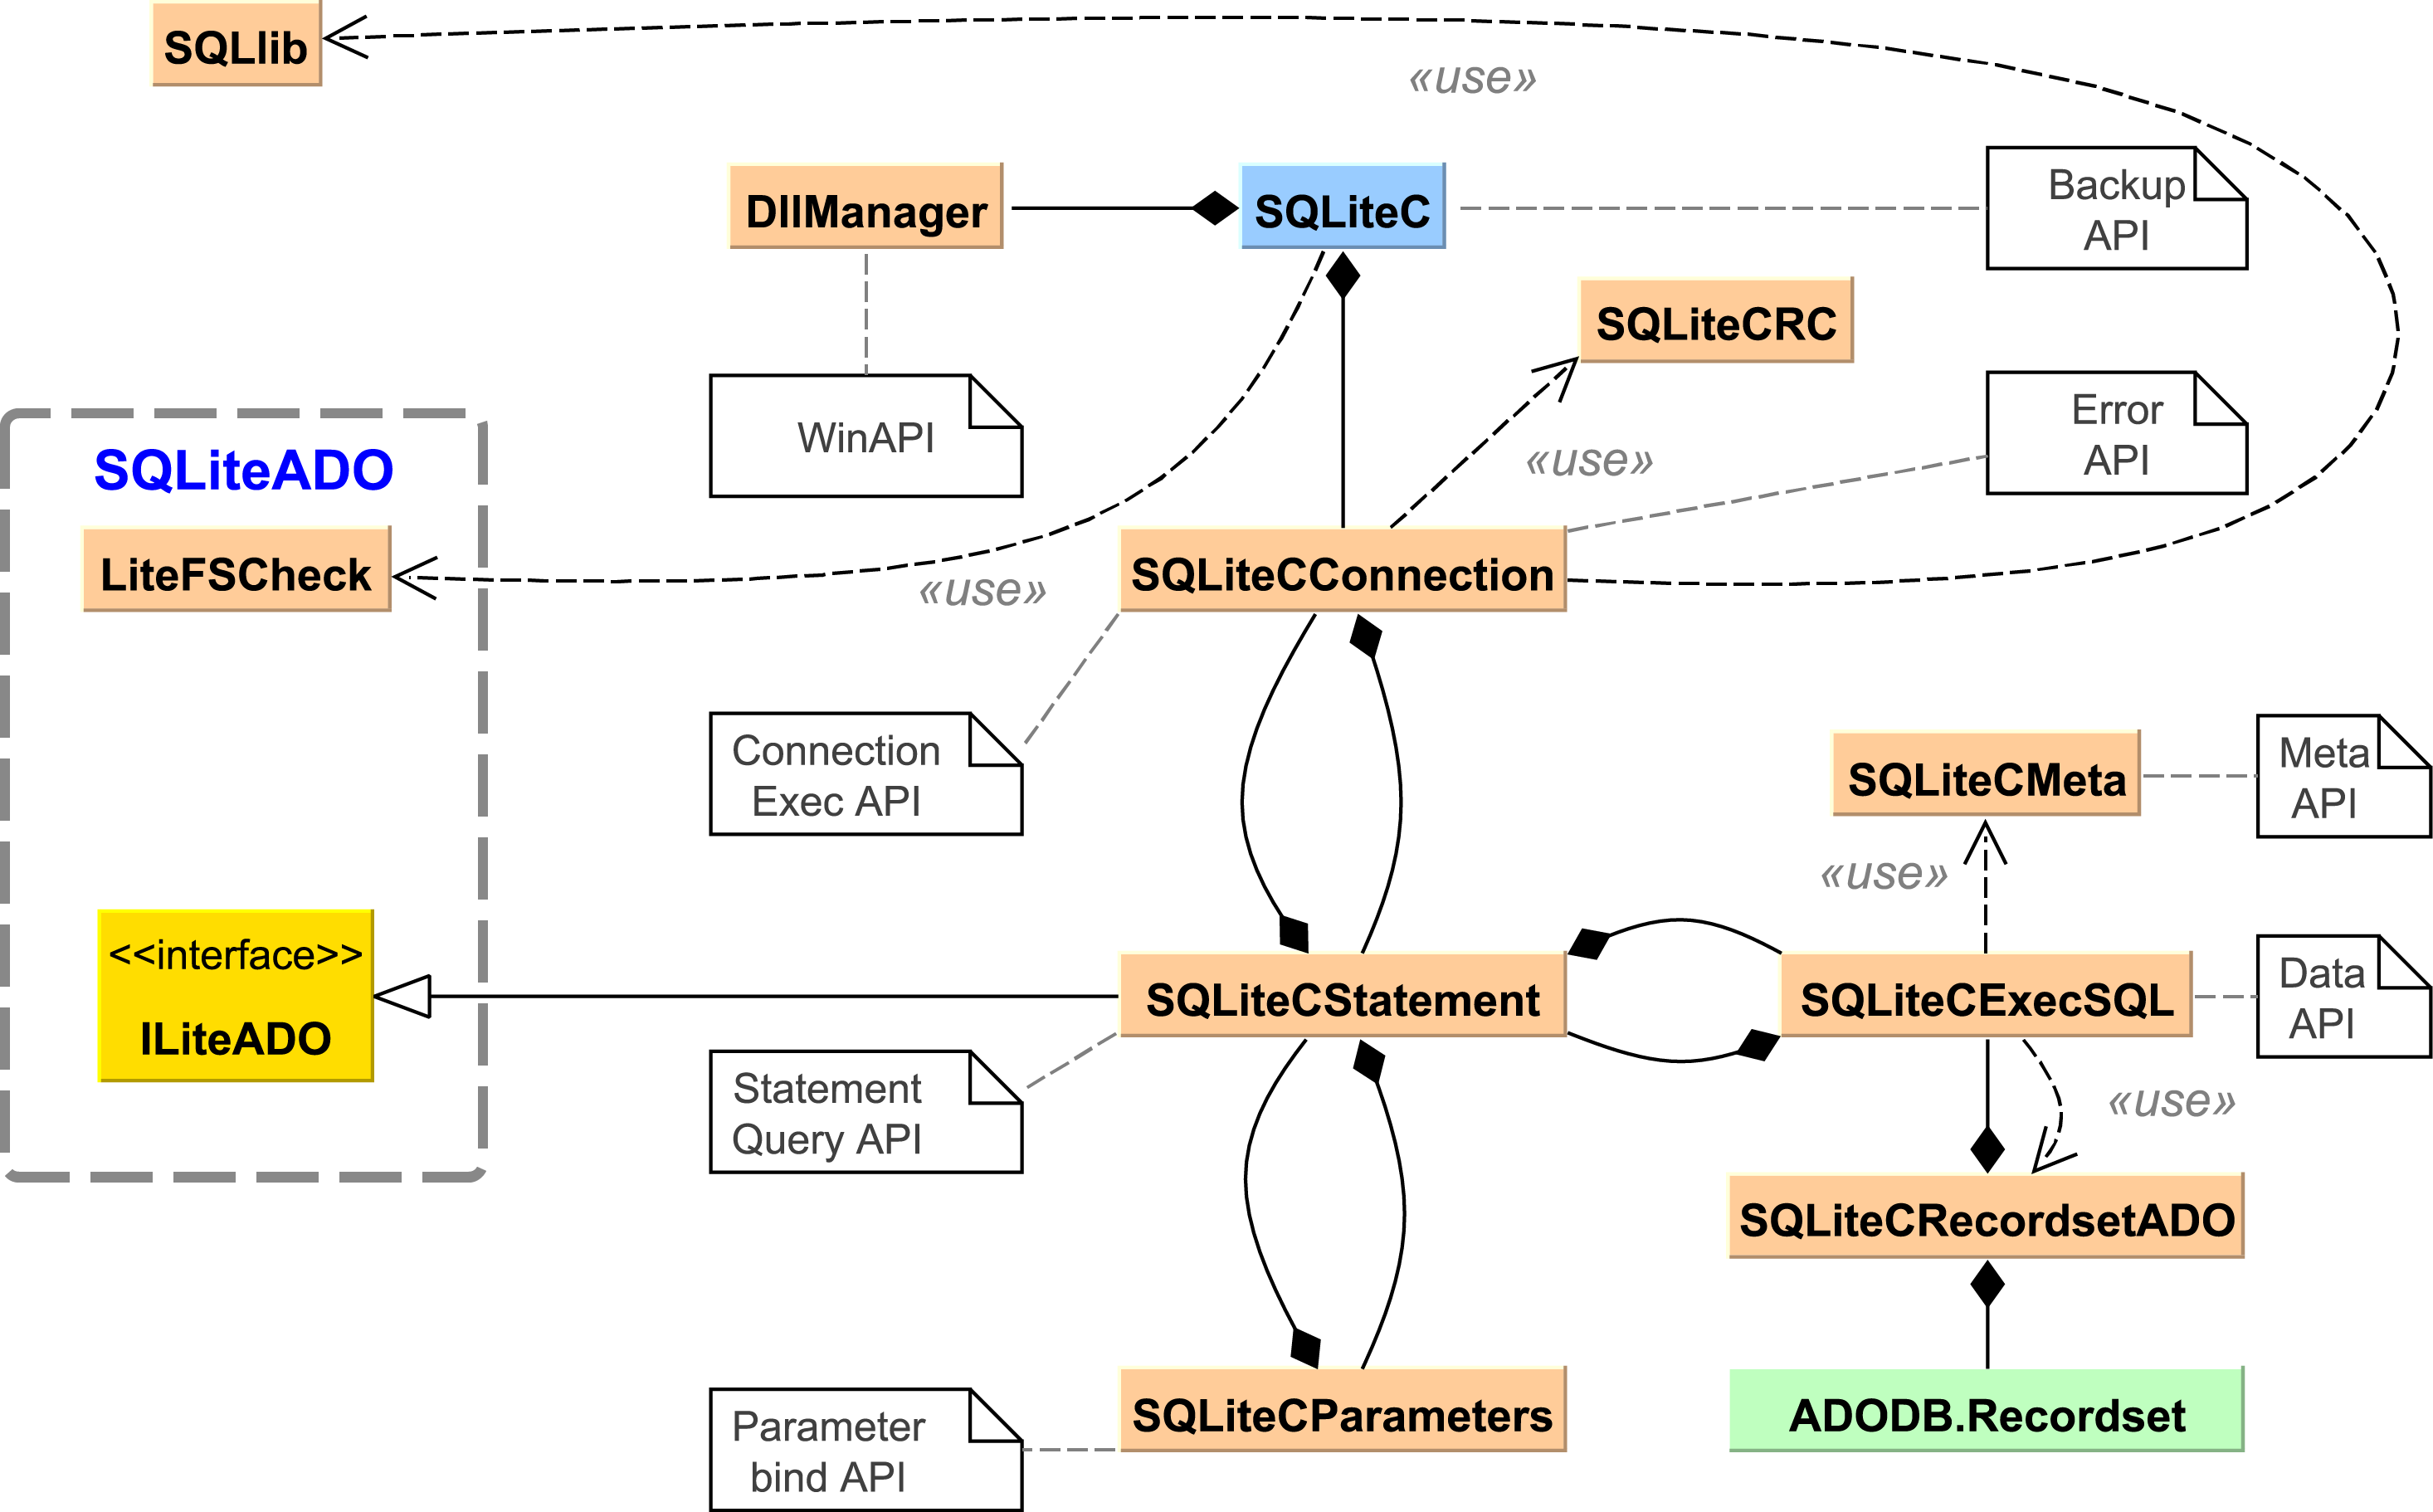 SQLlib
«use»
Backup
API
DllManager
SQLiteC
SQLiteCRC
WinAPI
Error
API
«use»
SQLiteADO
LiteFSCheck
«use»
SQLiteCConnection
Connection
Exec API
SQLiteCMeta
Meta
API
«use»
<<interface>>
ILiteADO
SQLiteCStatement
SQLiteCExecSQL
Data
API
Statement
Query API
«use»
SQLiteCRecordsetADO
Parameter
bind API
SQLiteCParameters
ADODB.Recordset